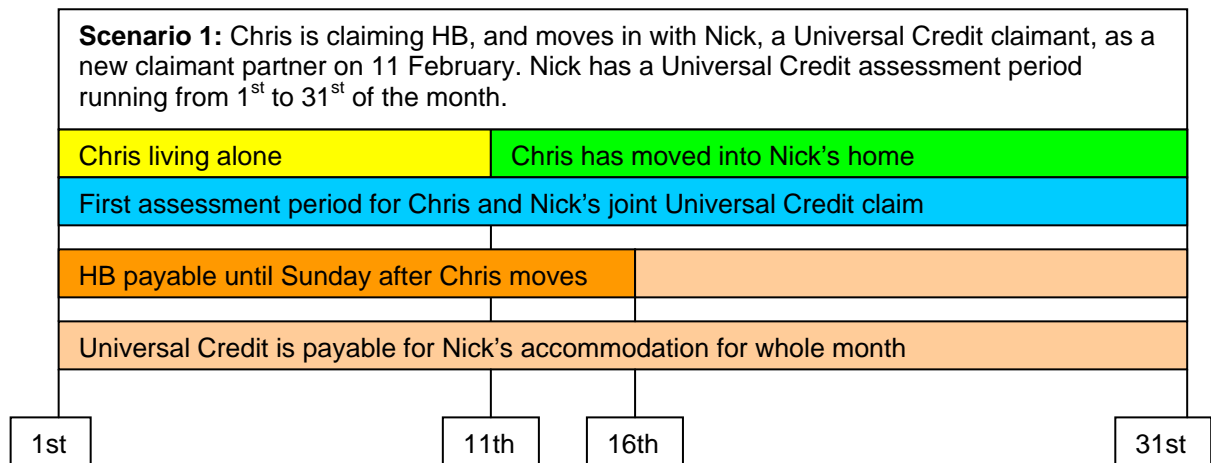 Scenario 1: Chris is claiming HB, and moves in with Nick, a Universal Credit claimant, as a
new claimant partner on 11 February. Nick has a Universal Credit assessment period
running from 1st to 31st of the month.
Chris living alone
Chris has moved into Nick's home
First assessment period for Chris and Nick's joint Universal Credit claim
HB payable until Sunday after Chris moves
Universal Credit is payable for Nick's accommodation for whole month
1st
11th
16th
31st